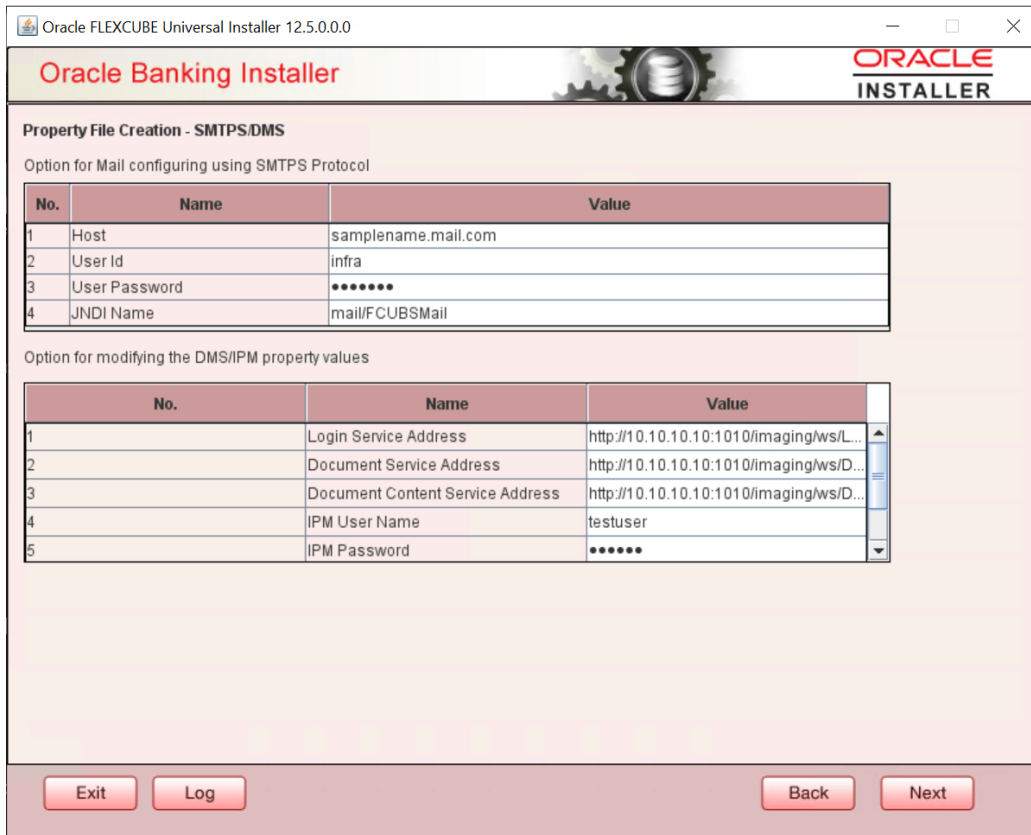 Oracle FLEXCUBE Universal Installer 12.5.0.0.0
Oracle Banking Installer
ORACLE
INSTALLER
Property File Creation - SMTPS/DMS
Option for Mail configuring using SMTPS Protocol
No. Name Value
1 Host samplename.mail.com
2 User Id infra
3 User Password •••••••
4 JNDI Name mail/FCUBSMail
Option for modifying the DMS/IPM property values
No. Name Value
1 Login Service Address http://10.10.10.10:1010/imaging/ws/L...
2 Document Service Address http://10.10.10.10:1010/imaging/ws/D...
3 Document Content Service Address http://10.10.10.10:1010/imaging/ws/D...
4 IPM User Name testuser
5 IPM Password ••••••
Exit Log Back Next